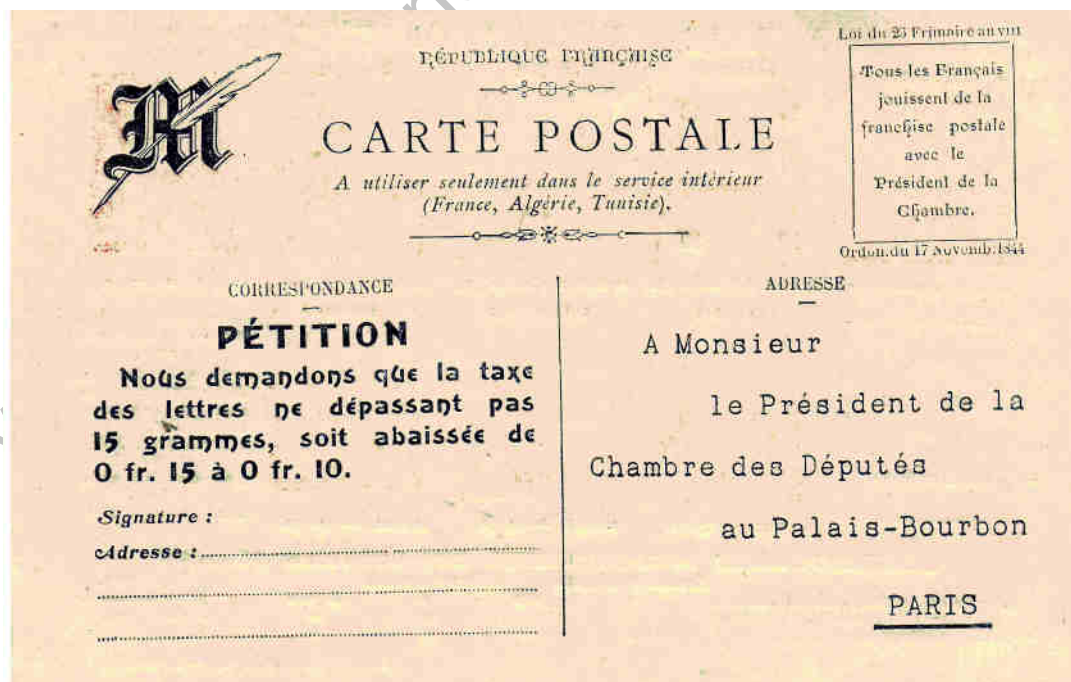 RÉPUBLIQUE FRANÇAISE
CARTE POSTALE
A utiliser seulement dans le service intérieur
(France, Algérie, Tunisie).
Loi du 23 Frimaire an VIII
Tous les Français
jouissent de la
franchise postale
avec le
Président de la
Chambre.
Ordon. du 17 Novemb. 1844
CORRESPONDANCE
PÉTITION
Nous demandons que la taxe
des lettres ne dépassant pas
15 grammes, soit abaissée de
0 fr. 15 à 0 fr. 10.
Signature :
Adresse :
ADRESSE
A Monsieur
le Président de la
Chambre des Députés
au Palais-Bourbon
PARIS